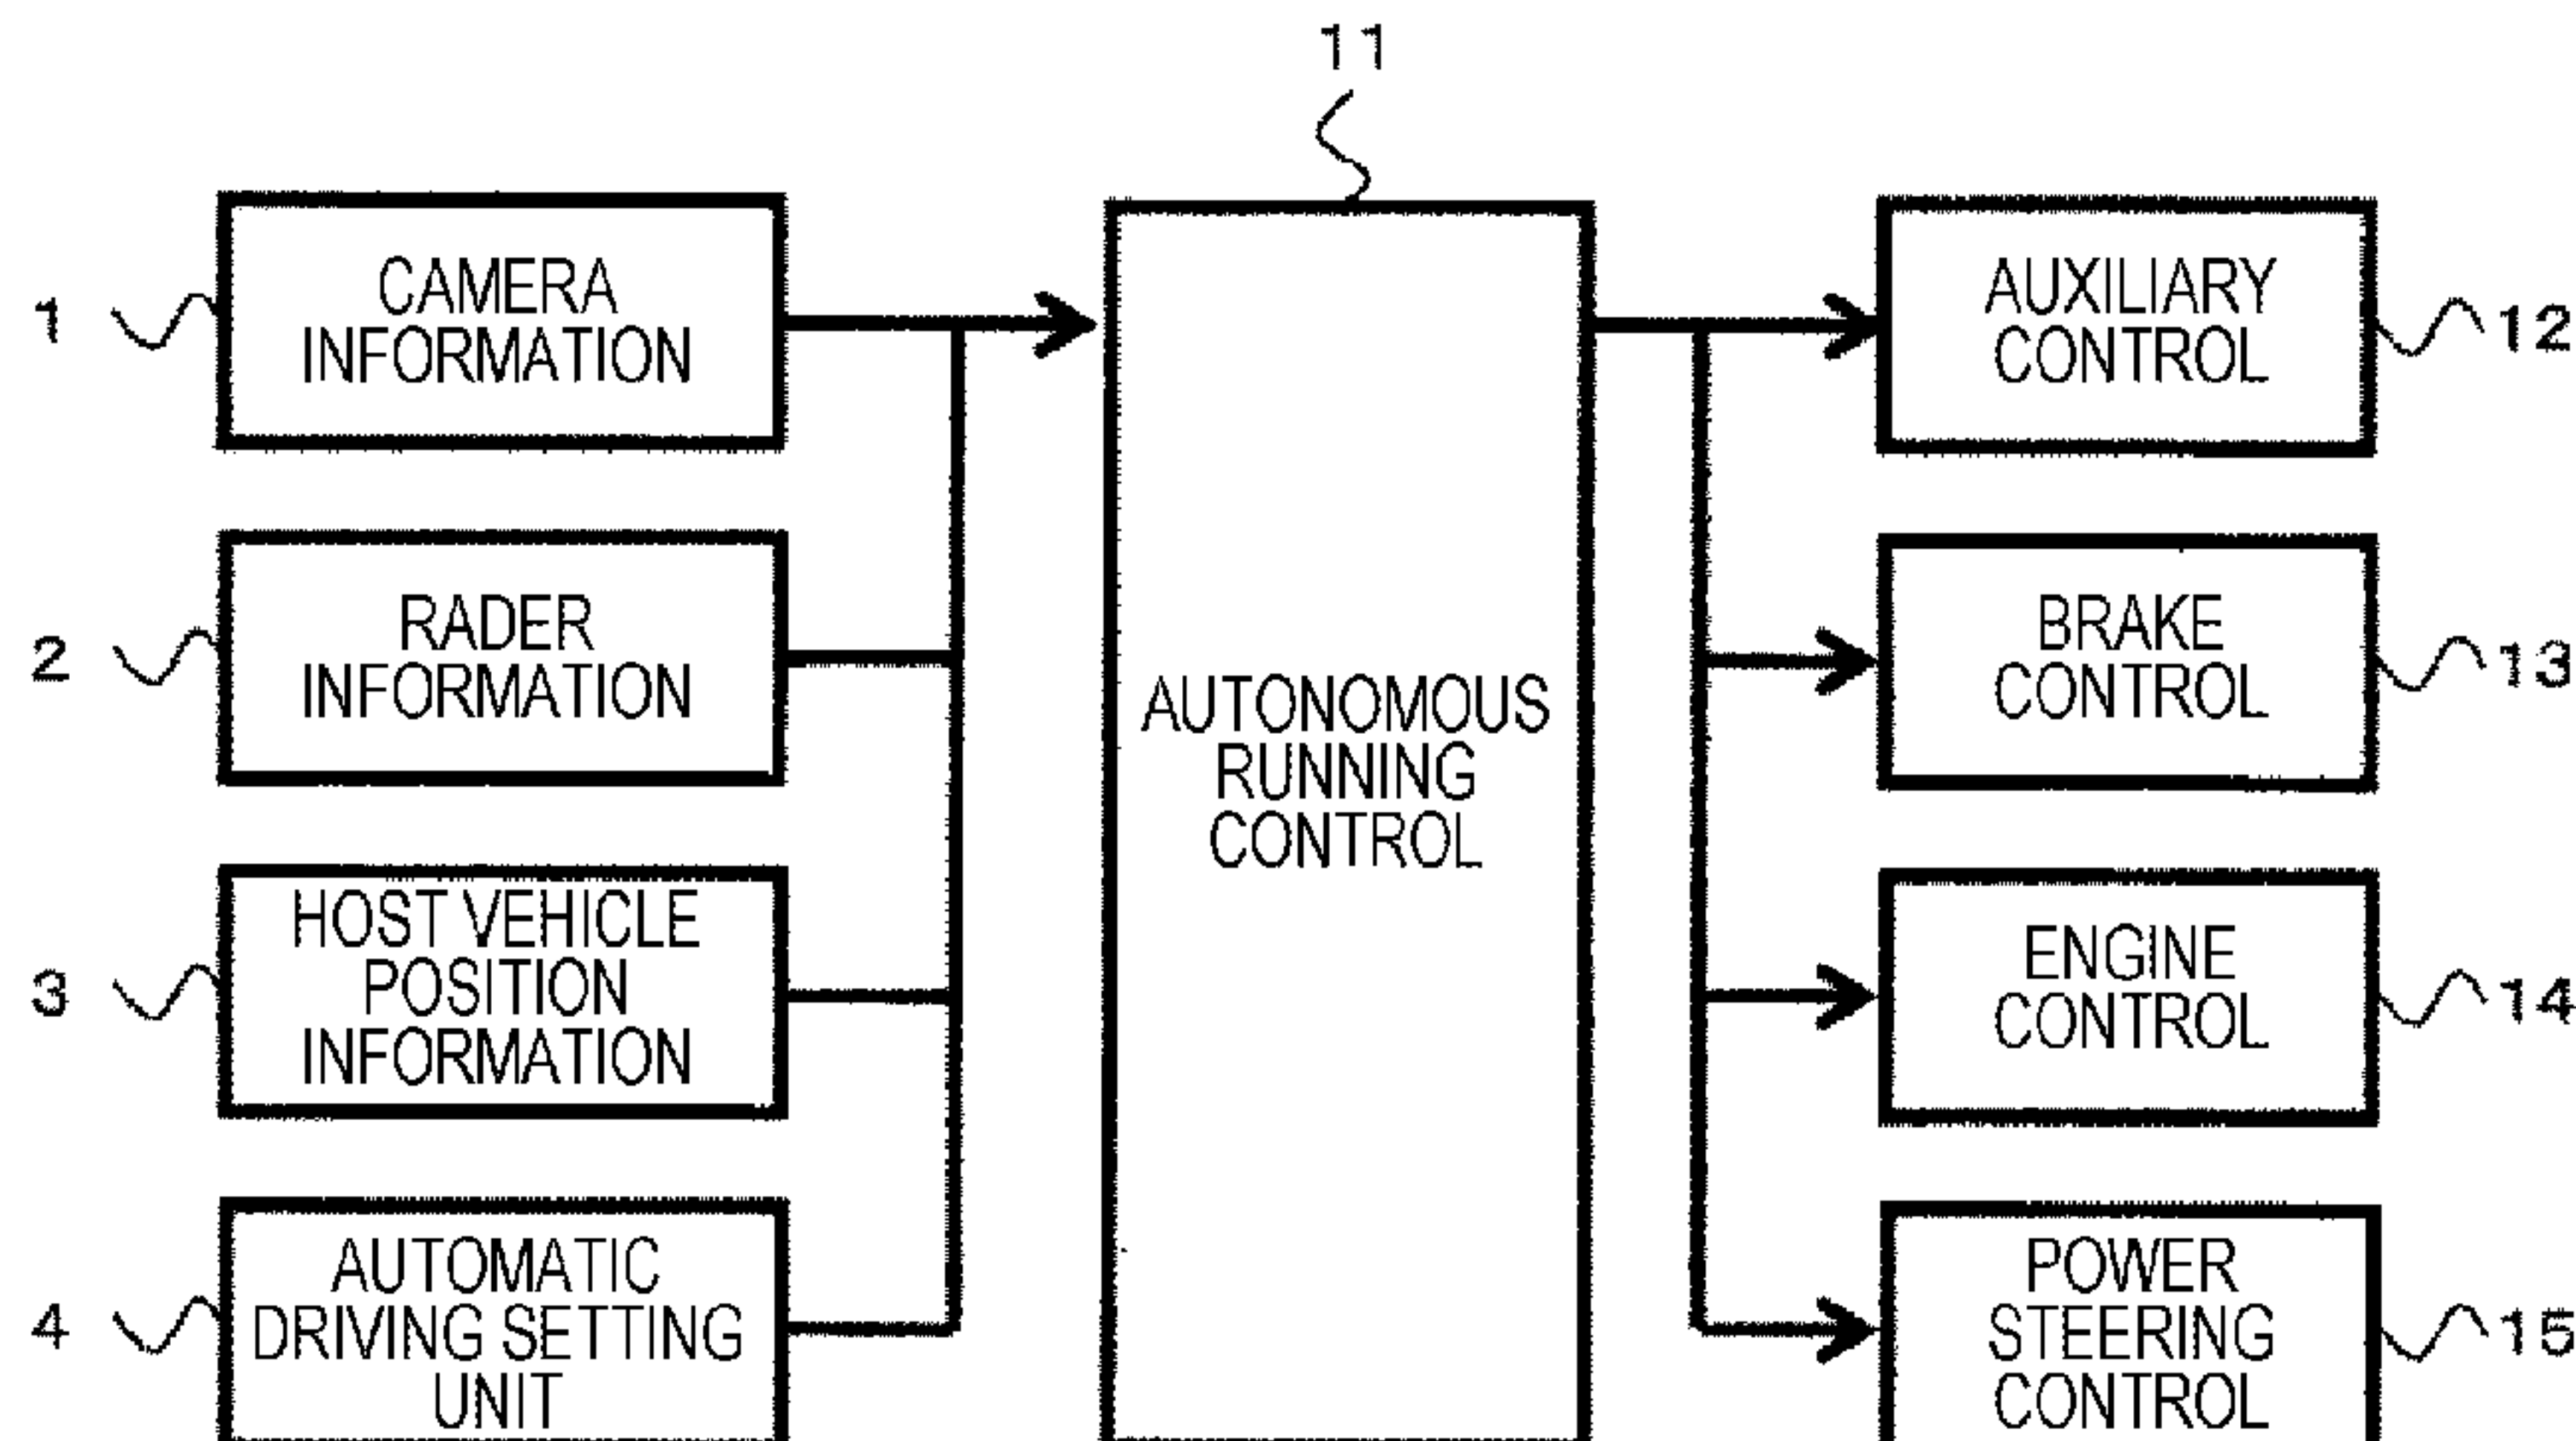 11
1
CAMERA
INFORMATION
2
RADER
INFORMATION
3
HOST VEHICLE
POSITION
INFORMATION
4
AUTOMATIC
DRIVING SETTING
UNIT
AUTONOMOUS
RUNNING
CONTROL
AUXILIARY
CONTROL
12
BRAKE
CONTROL
13
ENGINE
CONTROL
14
POWER
STEERING
CONTROL
15